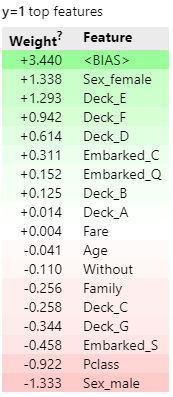 y=1 top features
Weight? Feature
+3.440 <BIAS>
+1.338 Sex_female
+1.293 Deck_E
+0.942 Deck_F
+0.614 Deck_D
+0.311 Embarked_C
+0.152 Embarked_Q
+0.125 Deck_B
+0.014 Deck_A
+0.004 Fare
-0.041 Age
-0.110 Without
-0.256 Family
-0.258 Deck_C
-0.344 Deck_G
-0.458 Embarked_S
-0.922 Pclass
-1.333 Sex_male